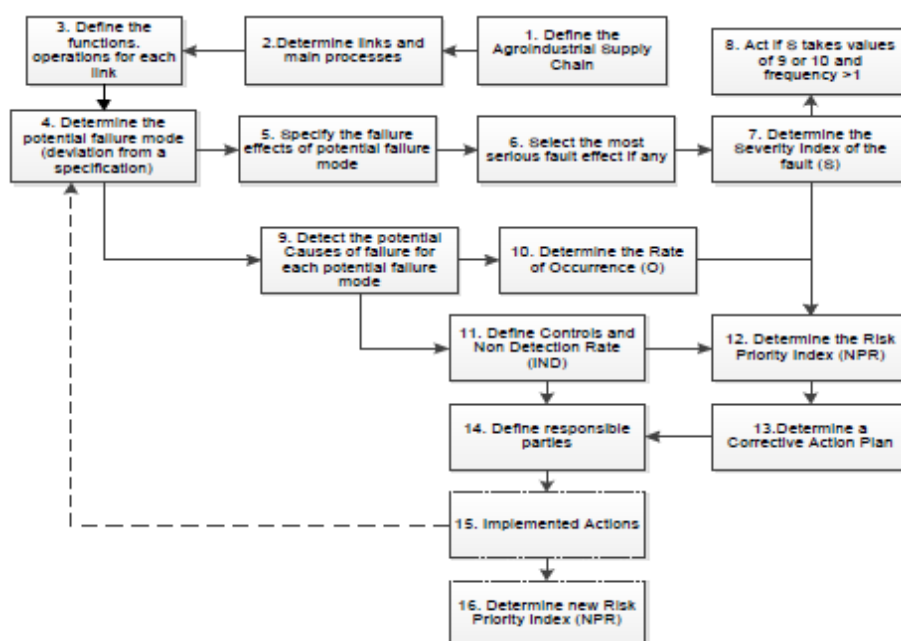 3. Define the
functions.
operations for each
link
2.Determine links and
main processes
1. Define the
Agroindustrial Supply
Chain
8. Act if S takes values
of 9 or 10 and
frequency >1
4. Determine the
potential failure mode
(deviation from a
specification)
5. Specify the failure
effects of potential failure
mode
6. Select the most
serious fault effect if any
7. Determine the
Severity Index of the
fault (S)
9. Detect the potential
Causes of failure for
each potential failure
mode
10. Determine the Rate
of Occurrence (O)
11. Define Controls and
Non Detection Rate
(IND)
12. Determine the Risk
Priority Index (NPR)
14. Define responsible
parties
13.Determine a
Corrective Action Plan
15. Implemented Actions
16. Determine new Risk
Priority Index (NPR)